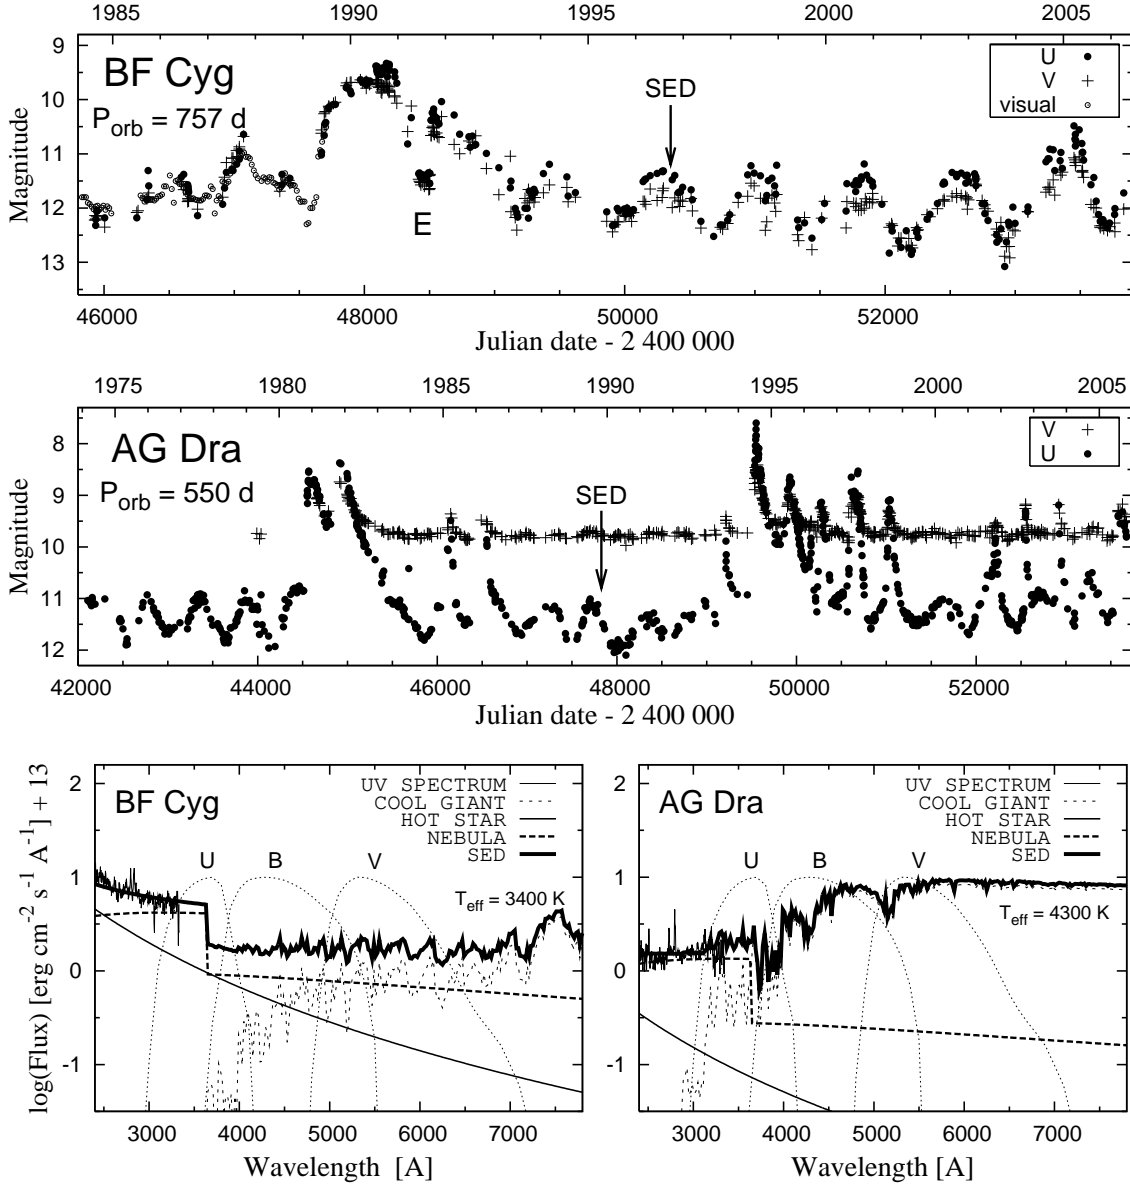 1985 1990 1995 2000 2005
9 10 11 12 13
Magnitude
BF Cyg
P_orb = 757 d
SED
E
U
V
visual
46000 48000 50000 52000
Julian date - 2 400 000
1975 1980 1985 1990 1995 2000 2005
8 9 10 11 12
Magnitude
AG Dra
P_orb = 550 d
SED
V
U
42000 44000 46000 48000 50000 52000
Julian date - 2 400 000
log(Flux) [erg cm^-2 s^-1 A^-1] + 13
2 1 0 -1
BF Cyg
UV SPECTRUM
COOL GIANT
HOT STAR
NEBULA
SED
U B V
T_eff = 3400 K
3000 4000 5000 6000 7000
Wavelength [A]
2 1 0 -1
AG Dra
UV SPECTRUM
COOL GIANT
HOT STAR
NEBULA
SED
U B V
T_eff = 4300 K
3000 4000 5000 6000 7000
Wavelength [A]